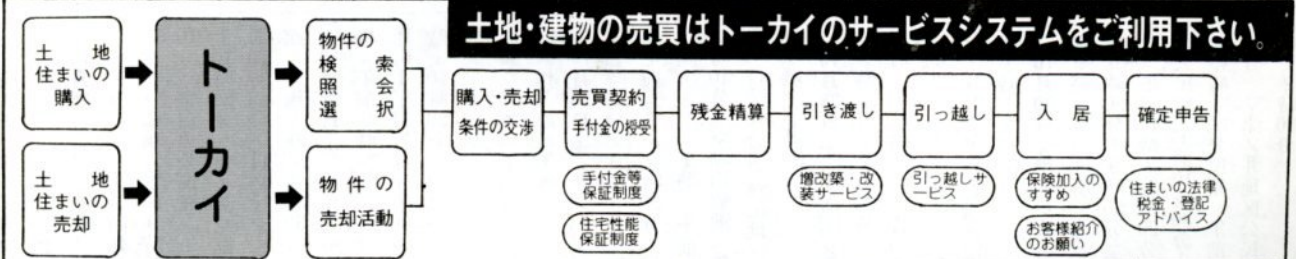 土地・建物の売買はトーカイのサービスシステムをご利用下さい。
土地
住まいの
購入
土地
住まいの
売却
トーカイ
物件の
検索
照会
選択
物件の
売却活動
購入・売却
条件の交渉
売買契約
手付金の授受
手付金等
保証制度
住宅性能
保証制度
残金精算
引き渡し
増改築・改
装サービス
引っ越し
引っ越しサ
ービス
入居
保険加入の
すすめ
お客様紹介
のお願い
確定申告
住まいの法律
税金・登記
アドバイス